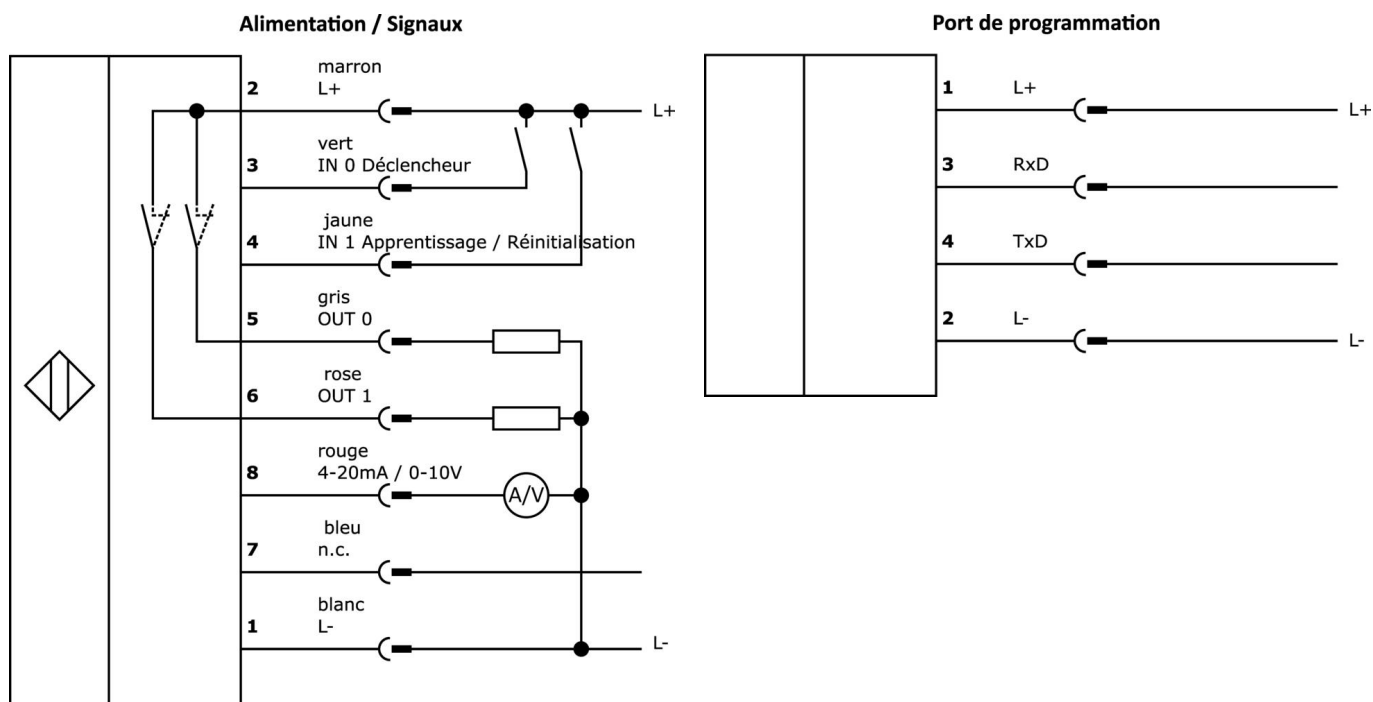 Alimentation / Signaux
marron
2 L+
L+
vert
3 IN 0 Déclencheur
jaune
4 IN 1 Apprentissage / Réinitialisation
gris
5 OUT 0
rose
6 OUT 1
rouge
8 4-20mA / 0-10V
A/V
bleu
7 n.c.
blanc
1 L-
L-
Port de programmation
1 L+
L+
3 RxD
4 TxD
2 L-
L-